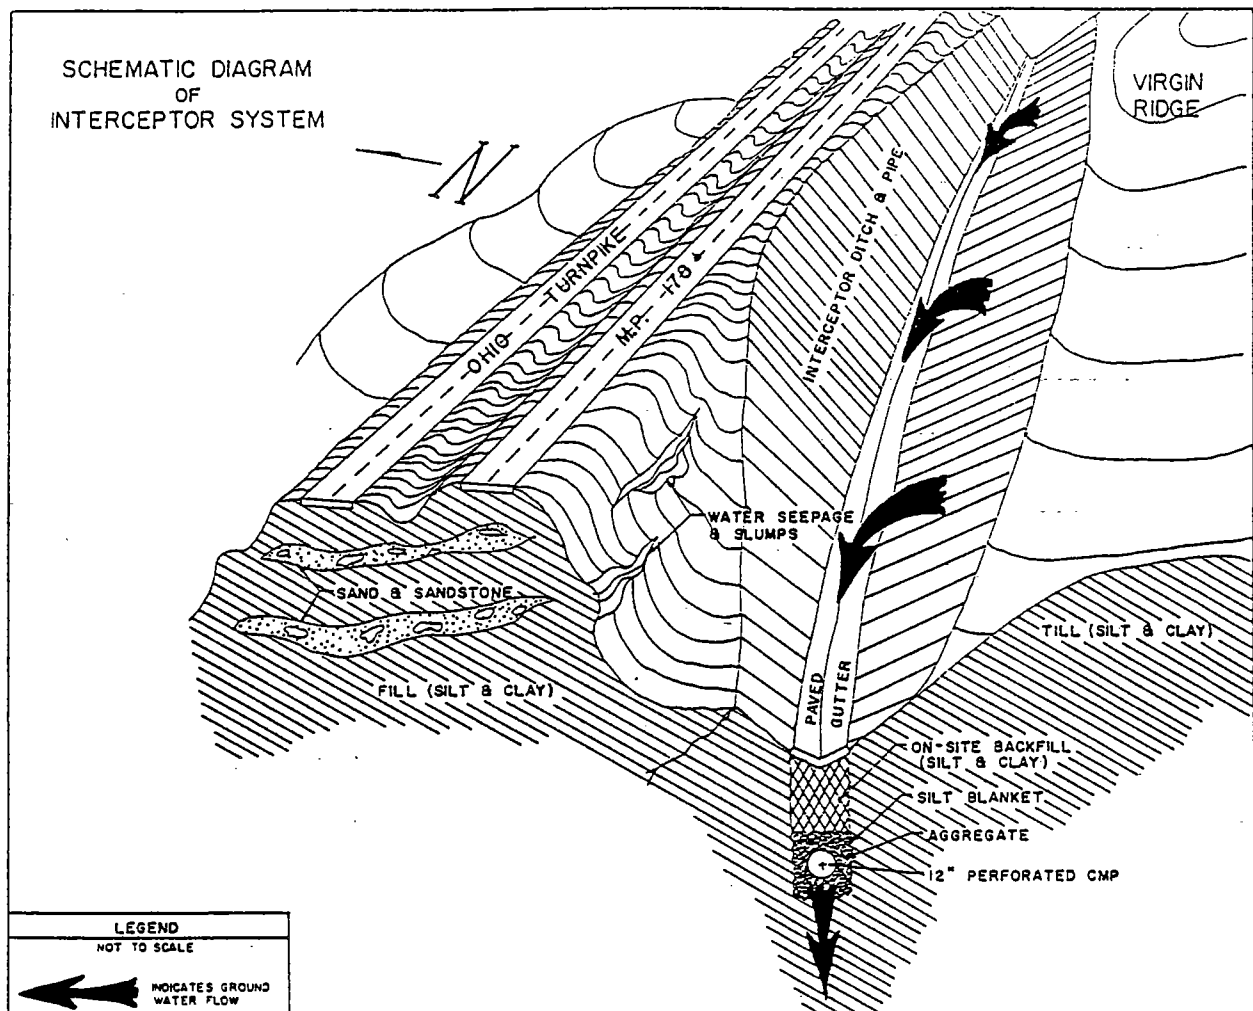 SCHEMATIC DIAGRAM
OF
INTERCEPTOR SYSTEM
N
VIRGIN
RIDGE
OHIO TURNPIKE
M.P. 178
INTERCEPTOR DITCH & PIPE
WATER SEEPAGE
& SLUMPS
SAND & SANDSTONE
FILL (SILT & CLAY)
TILL (SILT & CLAY)
PAVED
GUTTER
ON-SITE BACKFILL
(SILT & CLAY)
SILT BLANKET
AGGREGATE
12" PERFORATED CMP
LEGEND
NOT TO SCALE
INDICATES GROUND
WATER FLOW